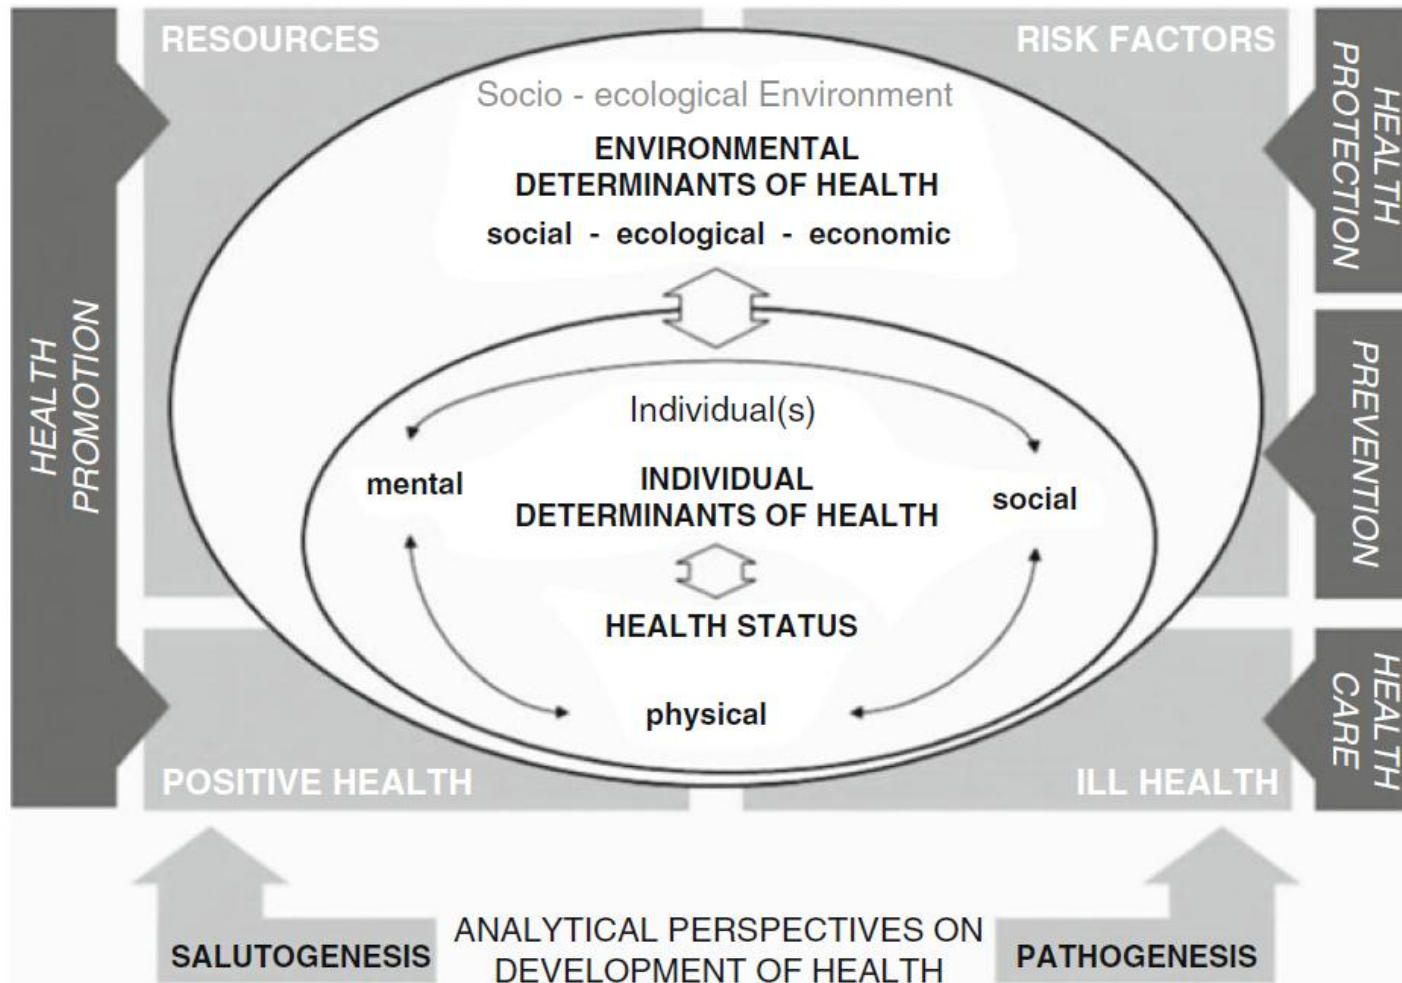 RESOURCES
RISK FACTORS
HEALTH
PROMOTION
HEALTH
PROTECTION
PREVENTION
HEALTH
CARE
Socio - ecological Environment
ENVIRONMENTAL
DETERMINANTS OF HEALTH
social - ecological - economic
Individual(s)
mental
INDIVIDUAL
DETERMINANTS OF HEALTH
social
HEALTH STATUS
physical
POSITIVE HEALTH
ILL HEALTH
SALUTOGENESIS
ANALYTICAL PERSPECTIVES ON
DEVELOPMENT OF HEALTH
PATHOGENESIS